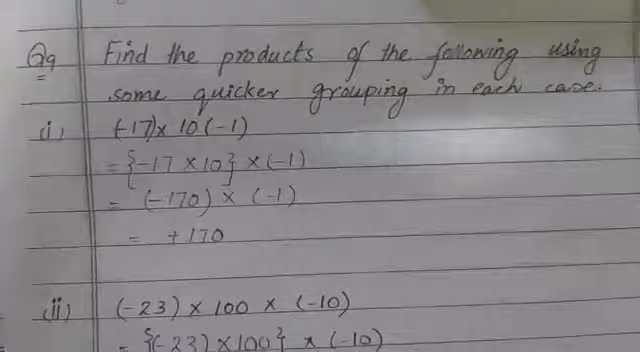 Q9 Find the products of the following using
some quicker grouping in each case.
(i) (-17)x 10(-1)
= {-17 x 10} x (-1)
= (-170) x (-1)
= +170
(ii) (-23) x 100 x (-10)
= {(-23) x 100} x (-10)